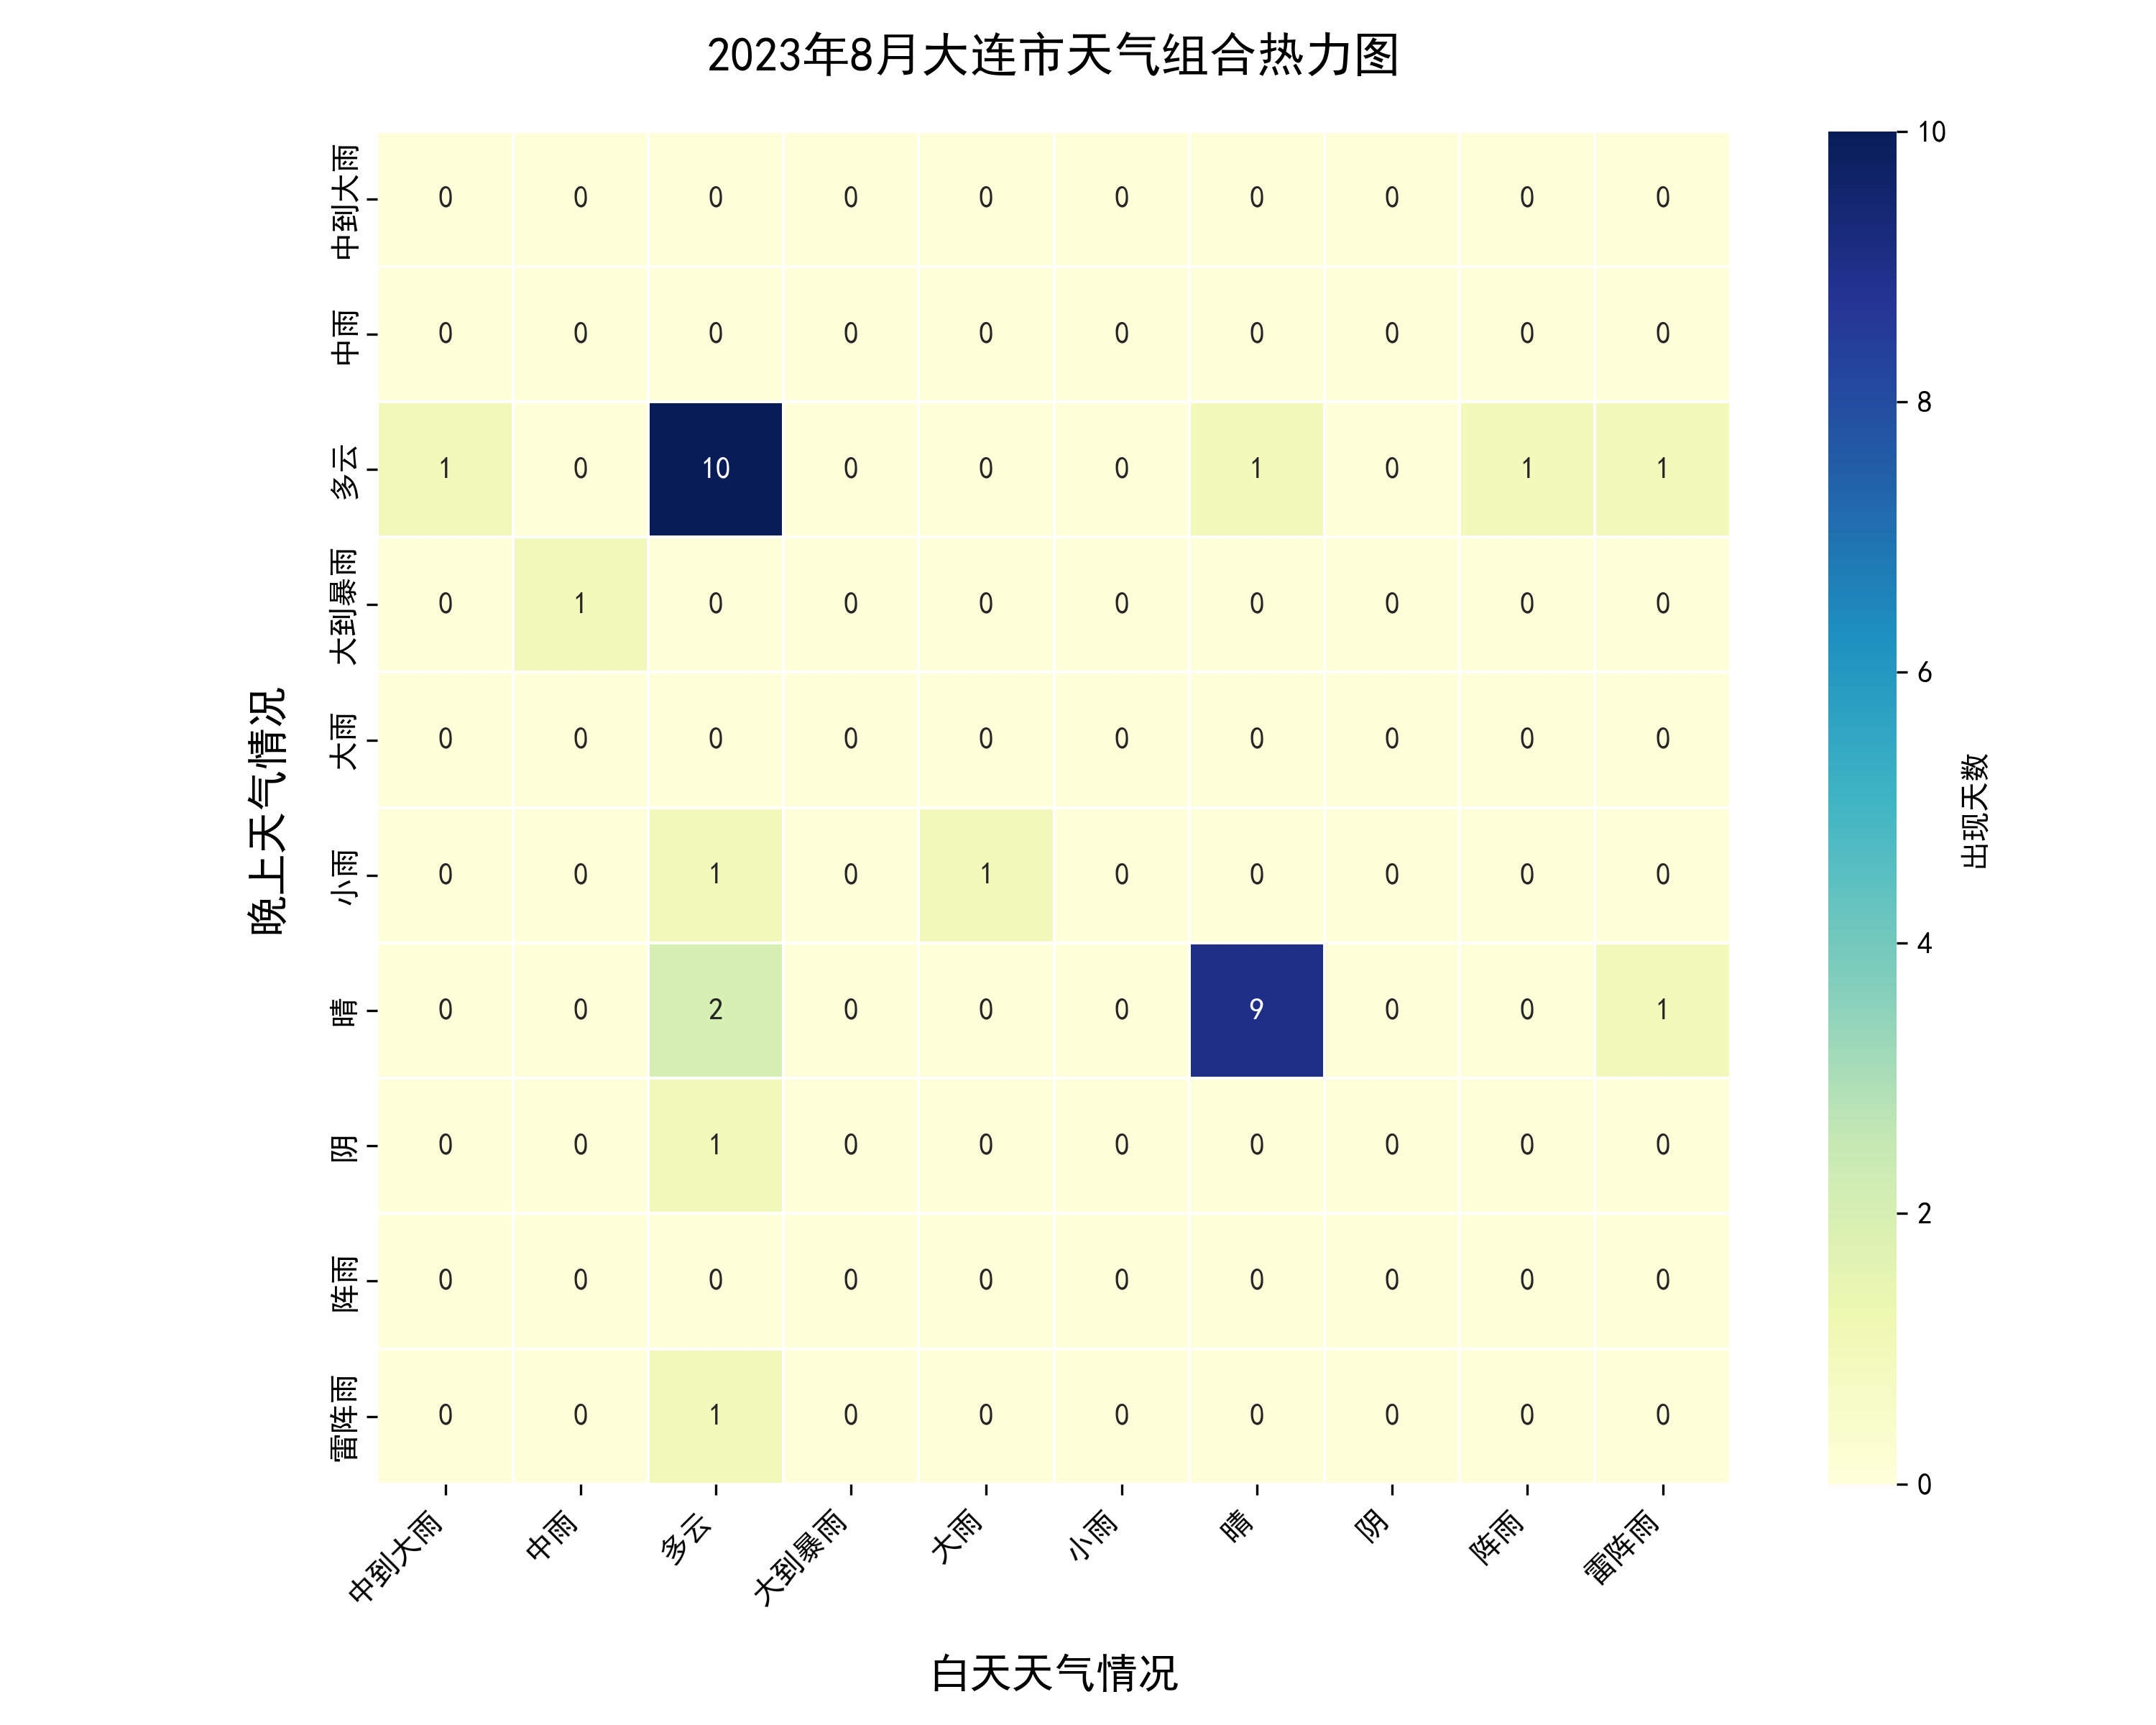 2023年8月大连市天气组合热力图
中到大雨 0 0 0 0 0 0 0 0 0 0
中雨 0 0 0 0 0 0 0 0 0 0
多云 1 0 10 0 0 0 1 0 1 1
大到暴雨 0 1 0 0 0 0 0 0 0 0
大雨 0 0 0 0 0 0 0 0 0 0
小雨 0 0 1 0 1 0 0 0 0 0
晴 0 0 2 0 0 0 9 0 0 1
阴 0 0 1 0 0 0 0 0 0 0
阵雨 0 0 0 0 0 0 0 0 0 0
雷阵雨 0 0 1 0 0 0 0 0 0 0
中到大雨 中雨 多云 大到暴雨 大雨 小雨 晴 阴 阵雨 雷阵雨
白天天气情况
晚上天气情况
10
8
6
4
2
0
出现天数